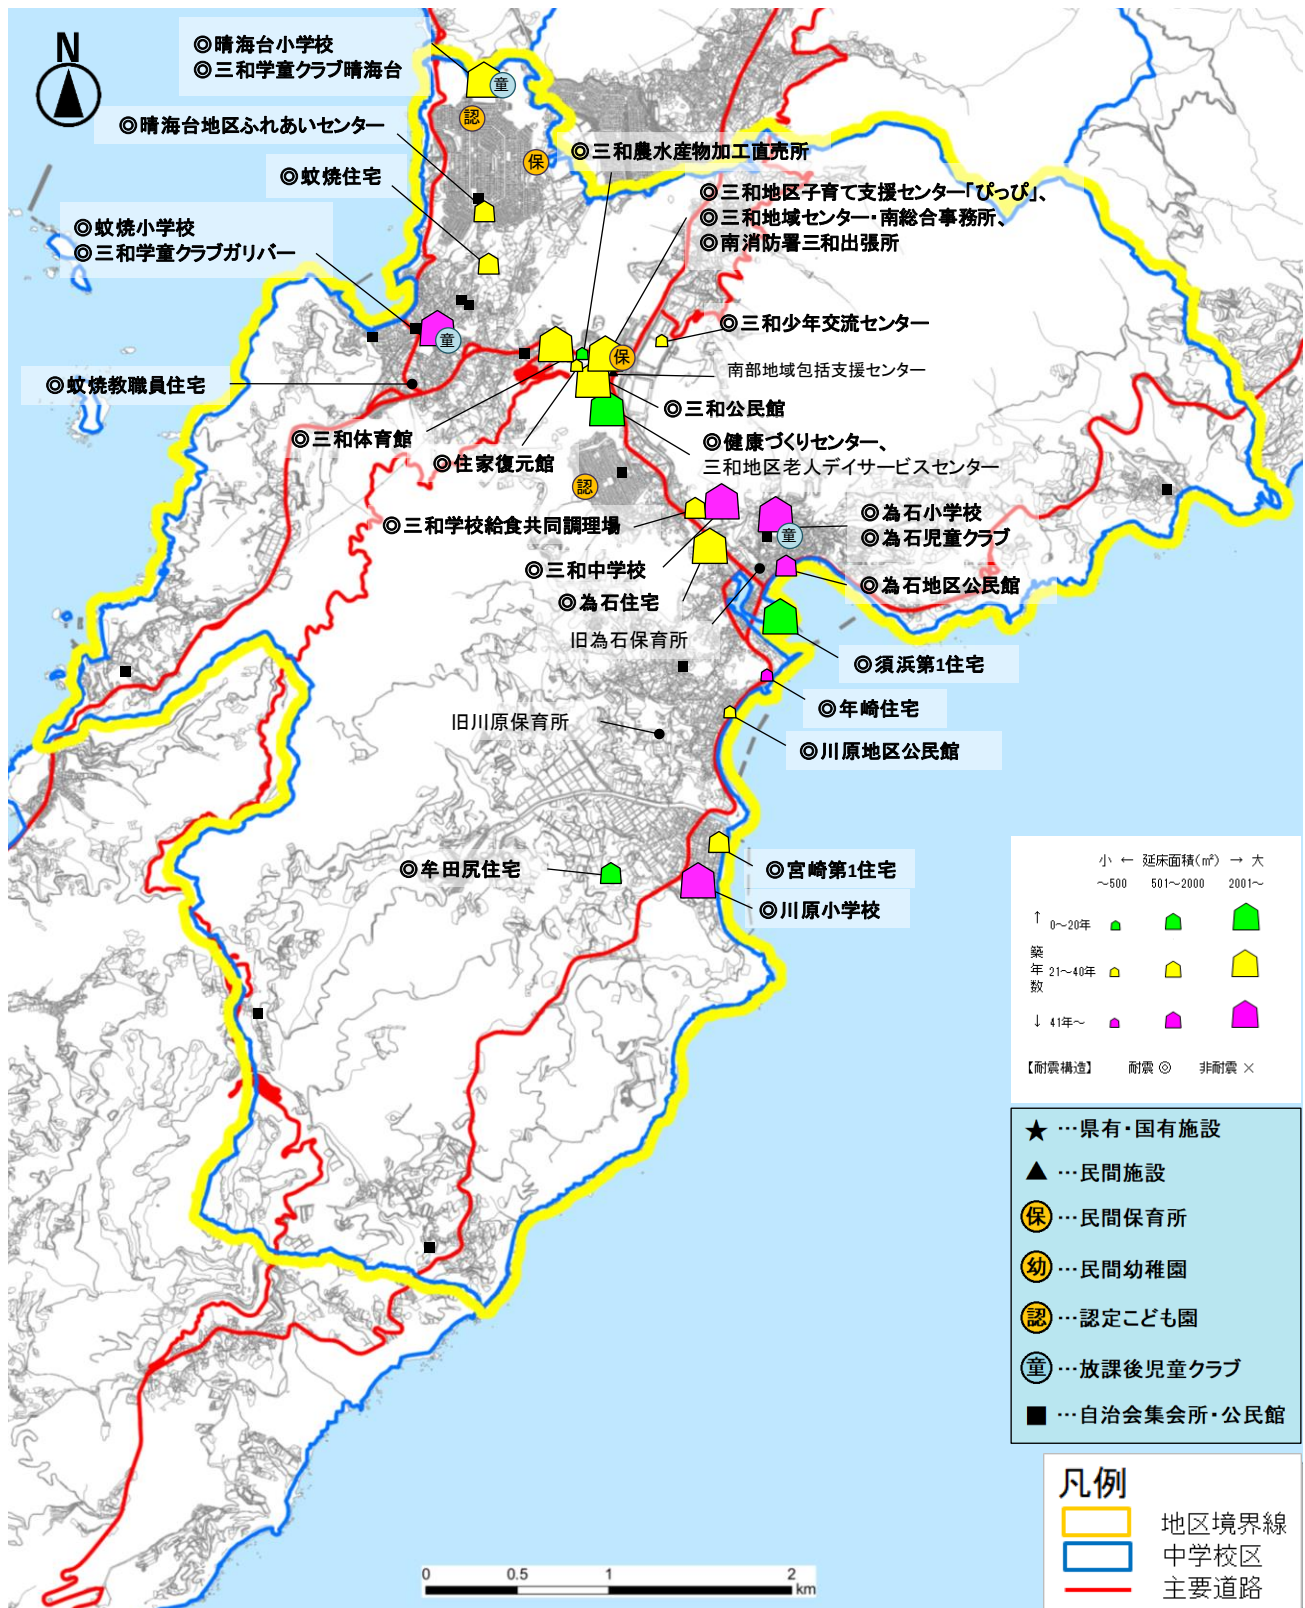 N
◎晴海台小学校
◎三和学童クラブ晴海台
童
◎晴海台地区ふれあいセンター
認
保
◎三和農水産物加工直売所
◎蚊焼住宅
◎三和地区子育て支援センター「ぴっぴ」、
◎三和地域センター・南総合事務所、
◎南消防署三和出張所
◎蚊焼小学校
◎三和学童クラブガリバー
童
◎三和少年交流センター
保
南部地域包括支援センター
◎蚊焼教職員住宅
◎三和公民館
◎三和体育館
◎住家復元館
◎健康づくりセンター、
三和地区老人デイサービスセンター
認
◎三和学校給食共同調理場
◎為石小学校
◎為石児童クラブ
童
◎三和中学校
◎為石地区公民館
◎為石住宅
旧為石保育所
◎須浜第1住宅
◎年崎住宅
旧川原保育所
◎川原地区公民館
◎牟田尻住宅
◎宮崎第1住宅
◎川原小学校
小 ← 延床面積(㎡) → 大
～500 501～2000 2001～
↑ 0～20年
築年数 21～40年
↓ 41年～
【耐震構造】 耐震 ◎ 非耐震 ×
★ …県有・国有施設
▲ …民間施設
保 …民間保育所
幼 …民間幼稚園
認 …認定こども園
童 …放課後児童クラブ
■ …自治会集会所・公民館
凡例
地区境界線
中学校区
主要道路
0 0.5 1 2
km